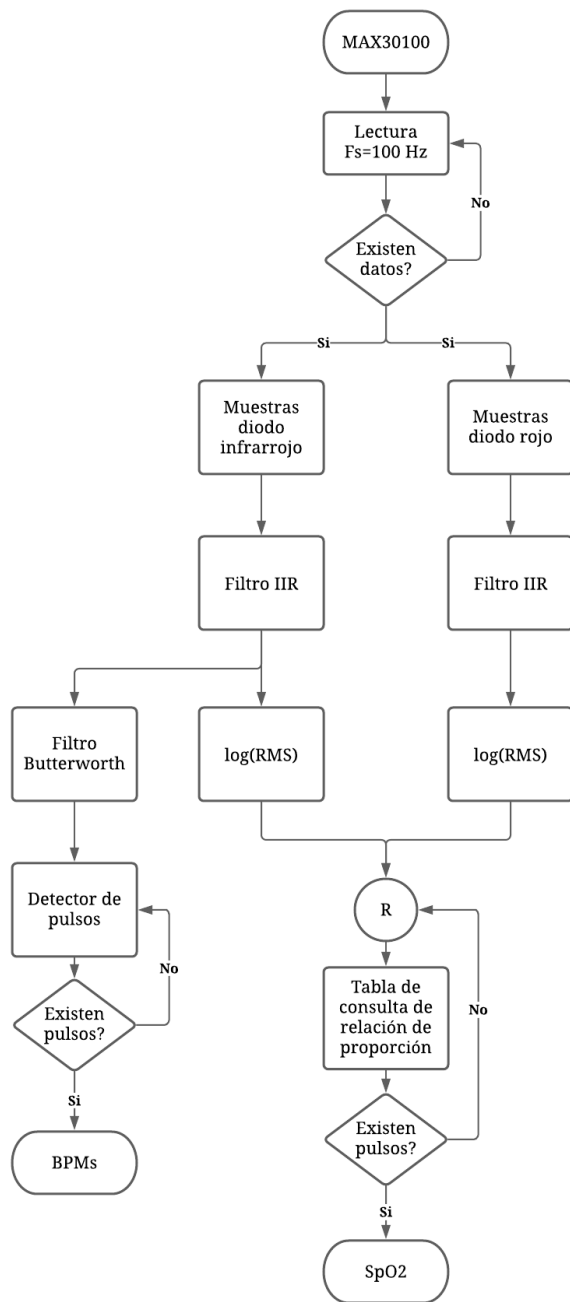 MAX30100
Lectura
Fs=100 Hz
No
Existen
datos?
Si
Si
Muestras
diodo
infrarrojo
Muestras
diodo rojo
Filtro IIR
Filtro IIR
Filtro
Butterworth
log(RMS)
log(RMS)
Detector de
pulsos
No
Existen
pulsos?
Si
BPMs
R
Tabla de
consulta de
relación de
proporción
No
Existen
pulsos?
Si
SpO2